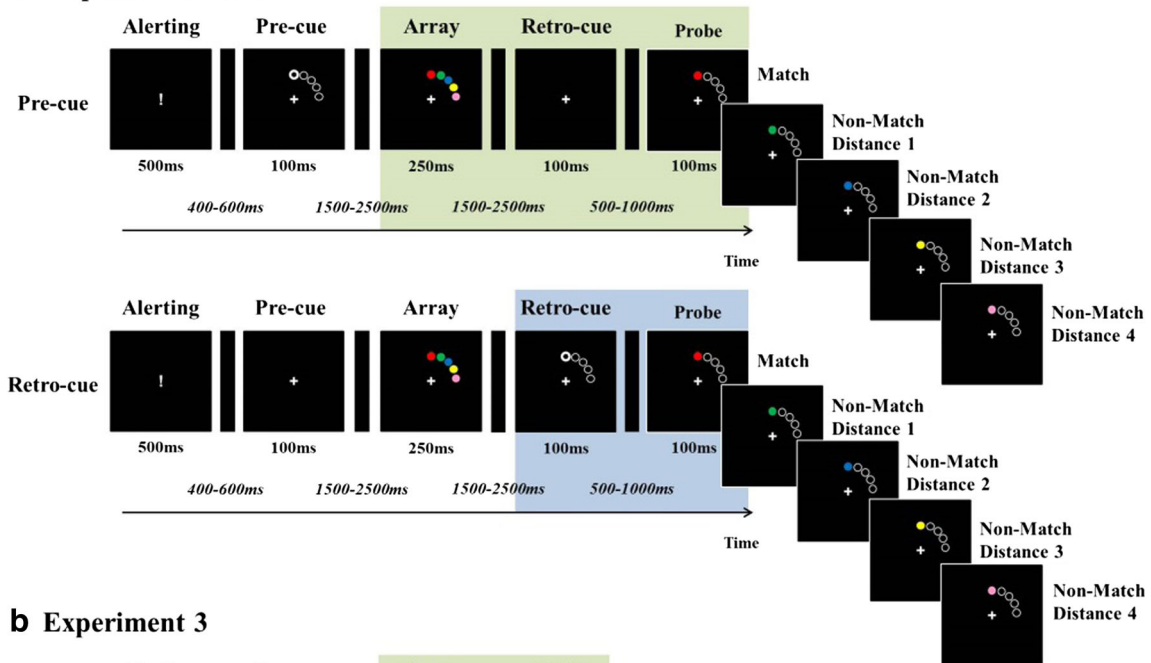 Alerting Pre-cue Array Retro-cue Probe
Pre-cue
!
Match
Non-Match
Distance 1
Non-Match
Distance 2
Non-Match
Distance 3
Non-Match
Distance 4
500ms 100ms 250ms 100ms 100ms
400-600ms 1500-2500ms 1500-2500ms 500-1000ms
Time
Alerting Pre-cue Array Retro-cue Probe
Retro-cue
!
Match
Non-Match
Distance 1
Non-Match
Distance 2
Non-Match
Distance 3
Non-Match
Distance 4
500ms 100ms 250ms 100ms 100ms
400-600ms 1500-2500ms 1500-2500ms 500-1000ms
Time
b Experiment 3